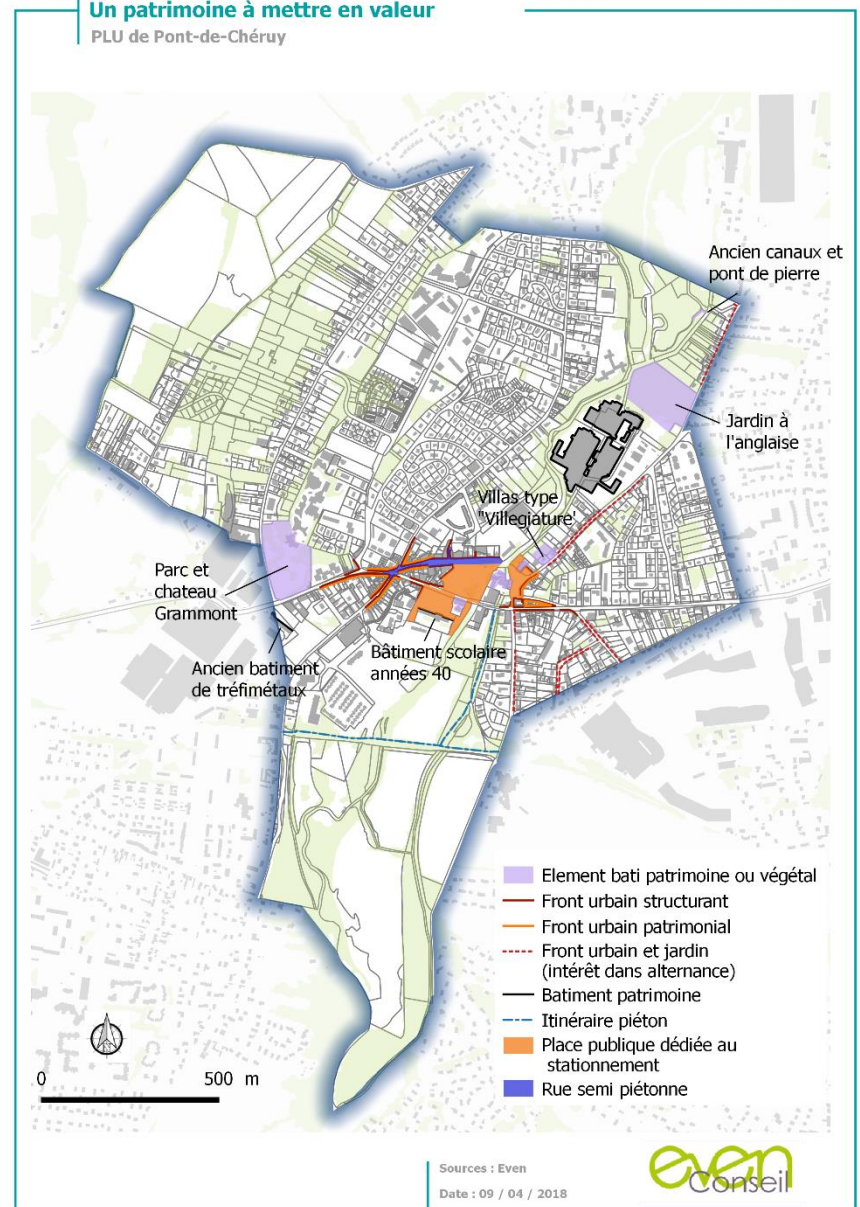 Un patrimoine à mettre en valeur
PLU de Pont-de-Chéruy
Ancien canaux et
pont de pierre
Jardin à
l'anglaise
Villas type
"Villegiature'
Parc et
chateau
Grammont
Ancien batiment
de tréfimétaux
Bâtiment scolaire
années 40
Element bati patrimoine ou végétal
Front urbain structurant
Front urbain patrimonial
Front urbain et jardin
(intérêt dans alternance)
Batiment patrimoine
Itinéraire piéton
Place publique dédiée au
stationnement
Rue semi piétonne
0 500 m
Sources : Even
Date : 09 / 04 / 2018
even
Conseil